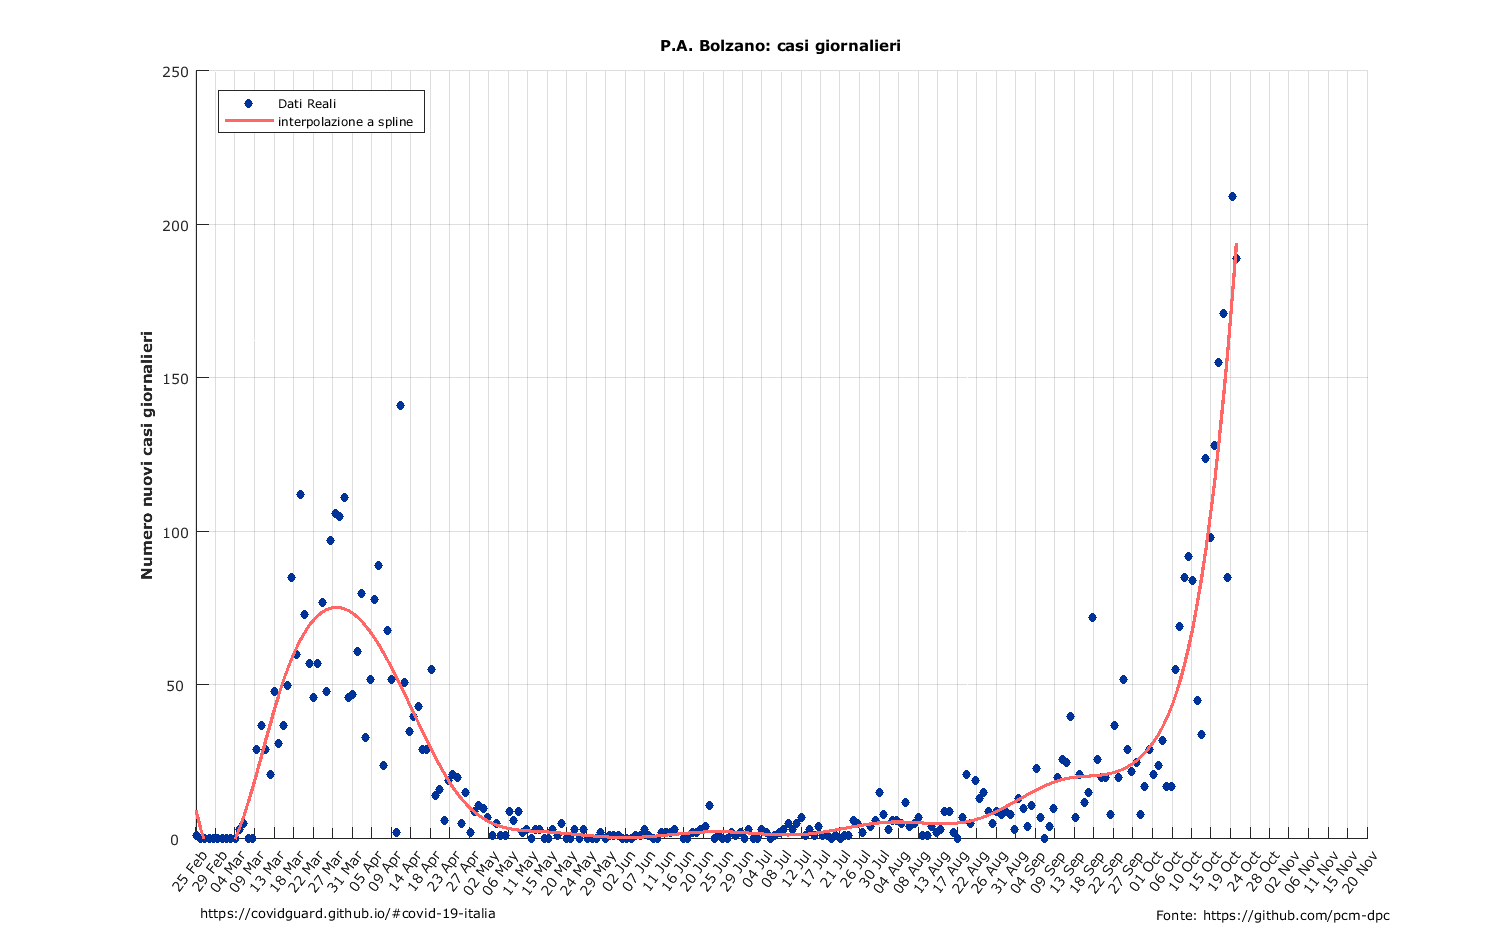 P.A. Bolzano: casi giornalieri
250
200
150
100
50
0
Numero nuovi casi giornalieri
Dati Reali
interpolazione a spline
25 Feb
29 Feb
04 Mar
09 Mar
13 Mar
18 Mar
22 Mar
27 Mar
31 Mar
05 Apr
09 Apr
14 Apr
18 Apr
23 Apr
27 Apr
02 May
06 May
11 May
15 May
20 May
24 May
29 May
02 Jun
07 Jun
11 Jun
16 Jun
20 Jun
25 Jun
29 Jun
04 Jul
08 Jul
12 Jul
17 Jul
21 Jul
26 Jul
30 Jul
04 Aug
08 Aug
13 Aug
17 Aug
22 Aug
26 Aug
31 Aug
04 Sep
09 Sep
13 Sep
18 Sep
22 Sep
27 Sep
01 Oct
06 Oct
10 Oct
15 Oct
19 Oct
24 Oct
28 Oct
02 Nov
06 Nov
11 Nov
15 Nov
20 Nov
https://covidguard.github.io/#covid-19-italia
Fonte: https://github.com/pcm-dpc